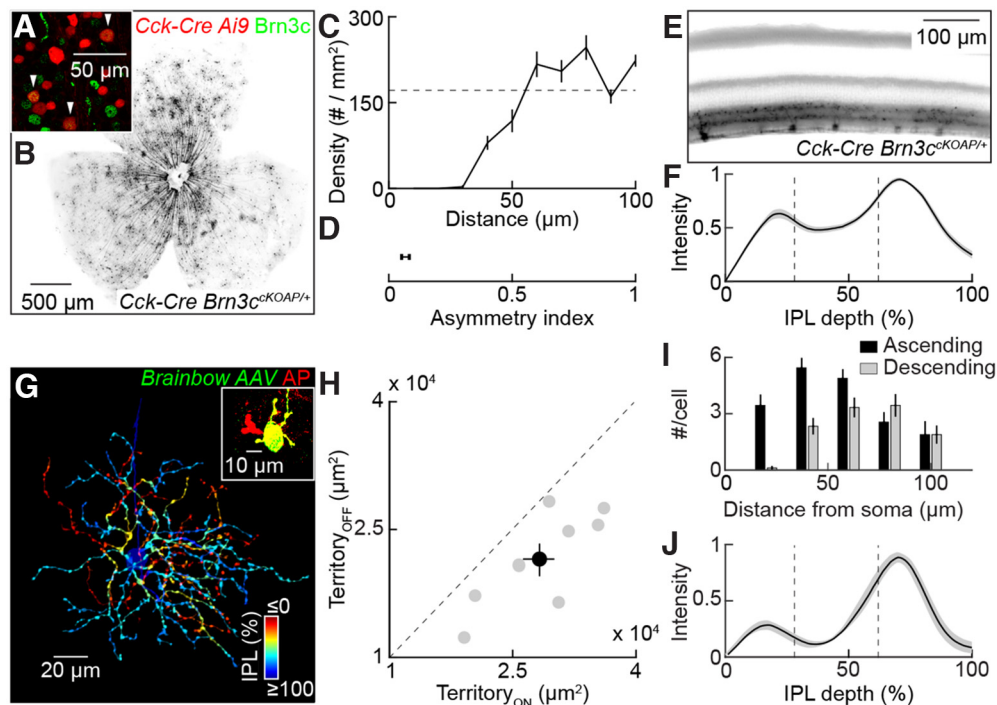 A
Cck-Cre Ai9 Brn3c
50 µm
B
500 µm
Cck-Cre Brn3c^cKOAP/+
C
300
150
0
Density (# / mm²)
0 50 100
Distance (µm)
D
0 0.5 1
Asymmetry index
E
100 µm
Cck-Cre Brn3c^cKOAP/+
F
1
0.5
0
Intensity
0 50 100
IPL depth (%)
G
Brainbow AAV AP
10 µm
20 µm
IPL (%)
≤0
≥100
H
x 10⁴
4
2.5
1
Territory_OFF (µm²)
x 10⁴
1 2.5 4
Territory_ON (µm²)
I
Ascending
Descending
6
3
0
#/cell
0 50 100
Distance from soma (µm)
J
1
0.5
0
Intensity
0 50 100
IPL depth (%)